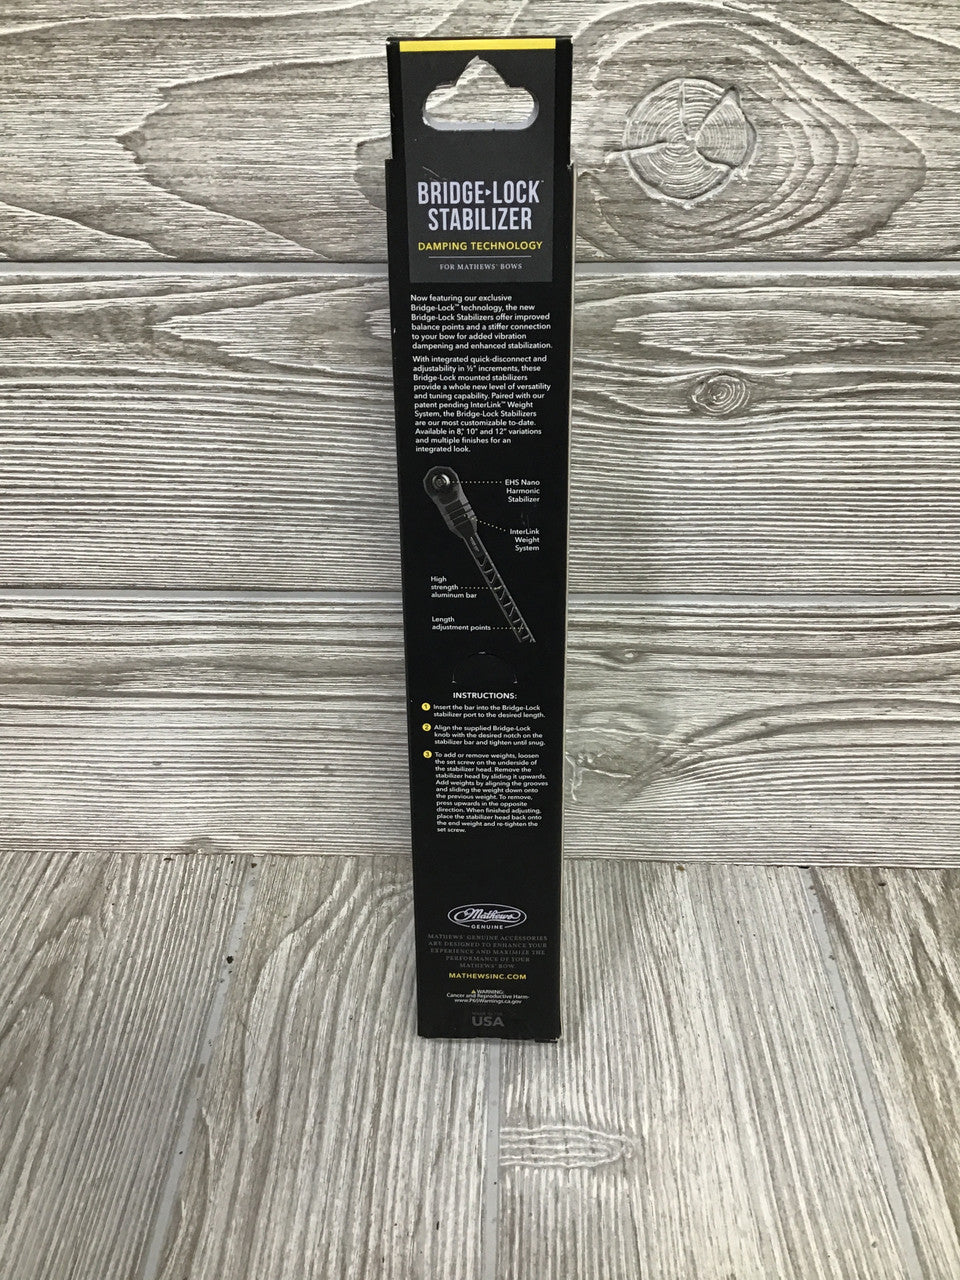 BRIDGE▸LOCK™
STABILIZER
DAMPING TECHNOLOGY
FOR MATHEWS® BOWS
Now featuring our exclusive
Bridge-Lock™ technology, the new
Bridge-Lock Stabilizers offer improved
balance points and a stiffer connection
to your bow for added vibration
dampening and enhanced stabilization.
With integrated quick-disconnect and
adjustability in ½" increments, these
Bridge-Lock mounted stabilizers
provide a whole new level of versatility
and tuning capability. Paired with our
patent pending InterLink™ Weight
System, the Bridge-Lock Stabilizers
are our most customizable to-date.
Available in 8," 10" and 12" variations
and multiple finishes for an
integrated look.
EHS Nano
Harmonic
Stabilizer
InterLink
Weight
System
High
strength
aluminum bar
Length
adjustment points
INSTRUCTIONS:
1 Insert the bar into the Bridge-Lock
stabilizer port to the desired length.
2 Align the supplied Bridge-Lock
knob with the desired notch on the
stabilizer bar and tighten until snug.
3 To add or remove weights, loosen
the set screw on the underside of
the stabilizer head. Remove the
stabilizer head by sliding it upwards.
Add weights by aligning the grooves
and sliding the weight down onto
the previous weight. To remove,
press upwards in the opposite
direction. When finished adjusting,
place the stabilizer head back onto
the end weight and re-tighten the
set screw.
Mathews
GENUINE
MATHEWS® GENUINE ACCESSORIES
ARE DESIGNED TO ENHANCE YOUR
EXPERIENCE AND MAXIMIZE THE
PERFORMANCE OF YOUR
MATHEWS® BOW.
MATHEWSINC.COM
⚠WARNING:
Cancer and Reproductive Harm-
www.P65Warnings.ca.gov
MADE IN THE
USA